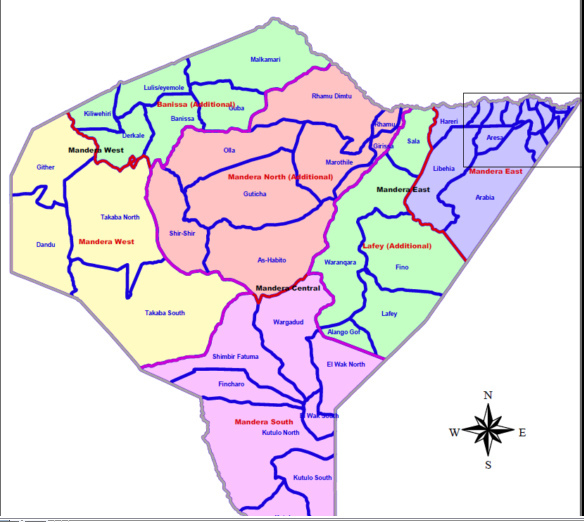 Malkamari
Lulis/eyemole
Rhamu Dimtu
Banissa (Additional)
Guba
Kiliwehiri
Banissa
Rhamu
Hareri
Derkale
Aresa
Sala
Girissa
Mandera West
Olla
Marothile
Gither
Libehia
Mandera East
Mandera North (Additional)
Mandera East
Guticha
Arabia
Takaba North
Shir-Shir
Dandu
Mandera West
Lafey (Additional)
As-Habito
Waranqara
Fino
Mandera Central
Takaba South
Lafey
Wargadud
Alango Gof
Shimbir Fatuma
El Wak North
Fincharo
N
El Wak South
Mandera South
Kutulo North
W
E
S
Kutulo South